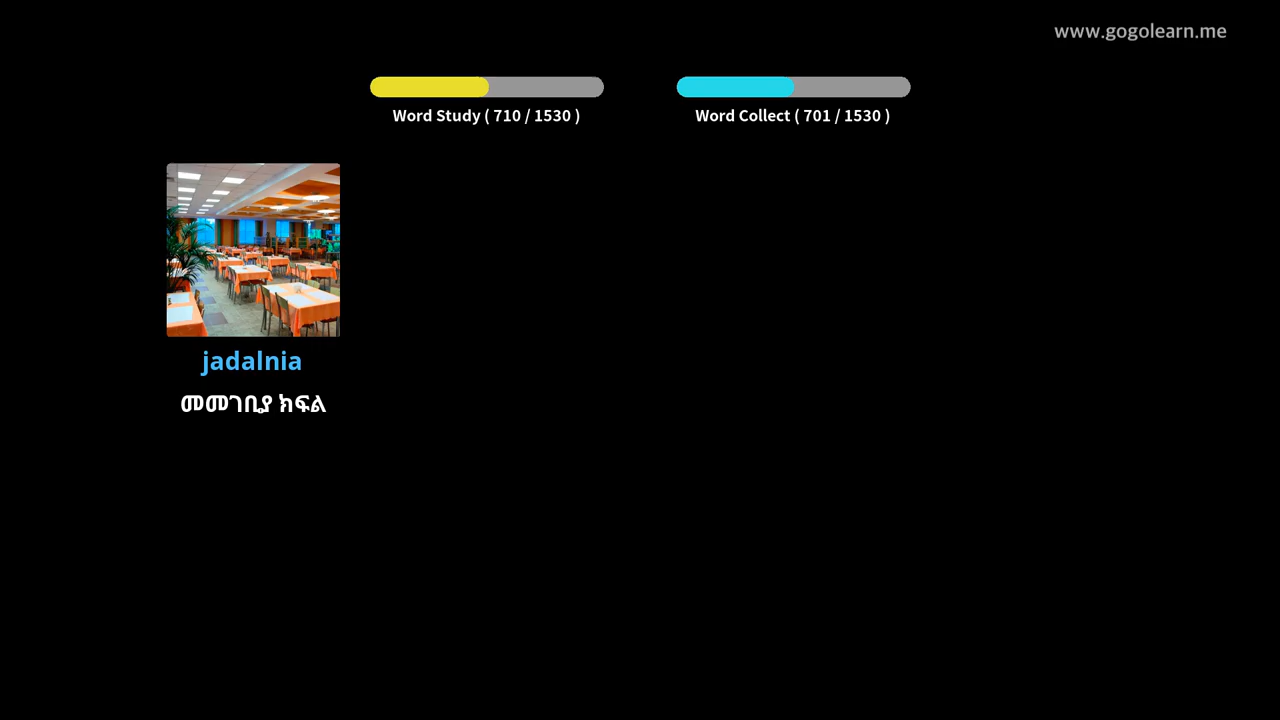 www.gogolearn.me
Word Study ( 710 / 1530 )
Word Collect ( 701 / 1530 )
jadalnia
መመገቢያ ክፍል